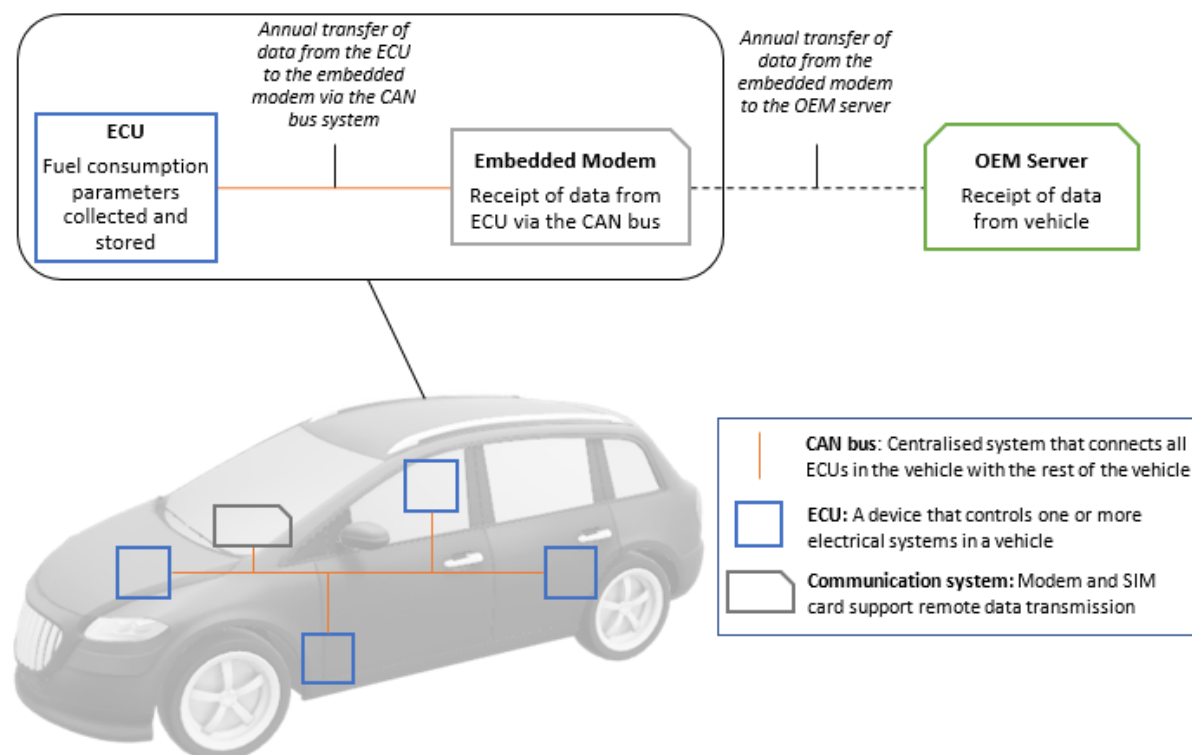 Annual transfer of
data from the ECU
to the embedded
modem via the CAN
bus system
Annual transfer of
data from the
embedded modem
to the OEM server
ECU
Fuel consumption
parameters
collected and
stored
Embedded Modem
Receipt of data from
ECU via the CAN bus
OEM Server
Receipt of data
from vehicle
CAN bus: Centralised system that connects all
ECUs in the vehicle with the rest of the vehicle
ECU: A device that controls one or more
electrical systems in a vehicle
Communication system: Modem and SIM
card support remote data transmission